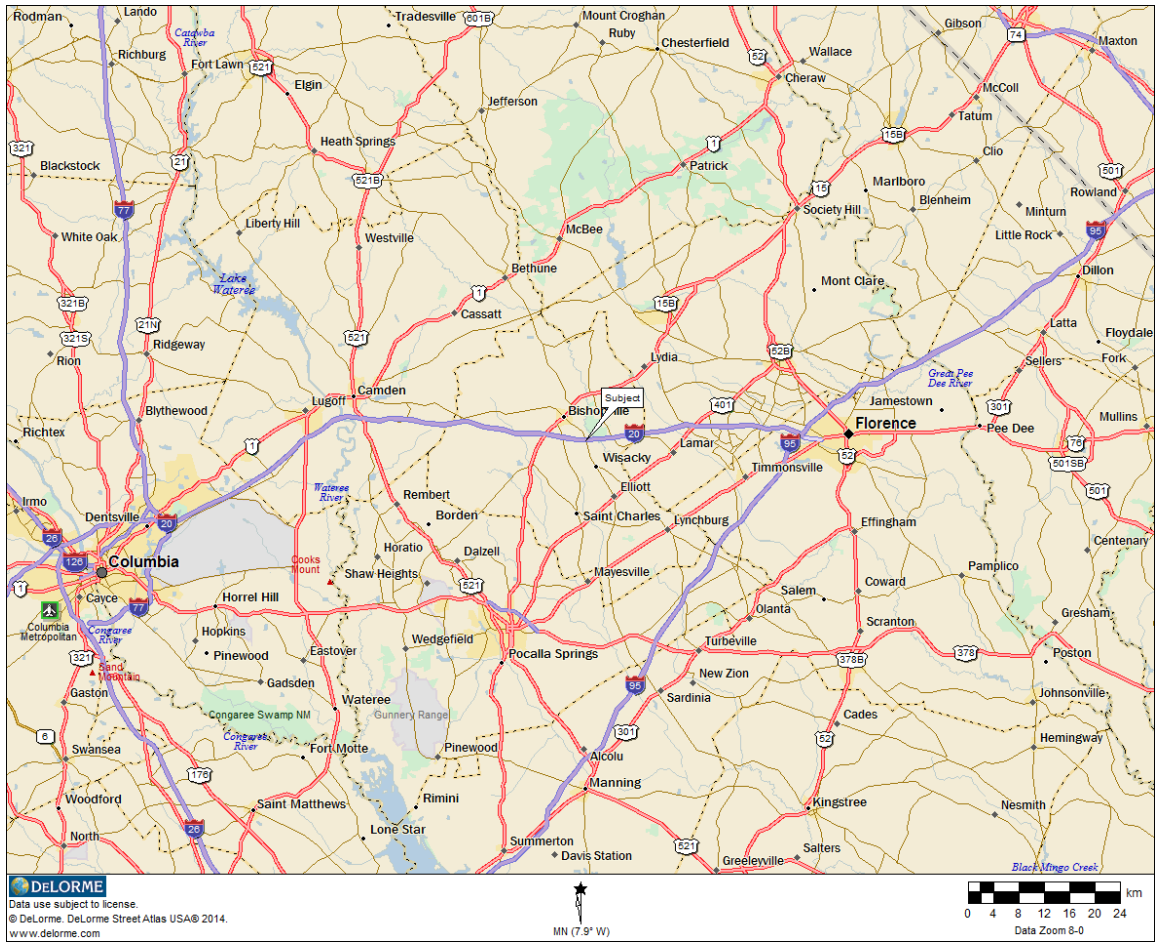 Rodman
Lando
Tradesville
601B
Mount Croghan
Ruby
Gibson
74
Catawba
River
Richburg
Fort Lawn
521
Chesterfield
52
Wallace
Maxton
Elgin
Cheraw
McColl
Jefferson
Tatum
321
Heath Springs
1
15B
Blackstock
21
521B
Patrick
Clio
501
77
15
Marlboro
Rowland
Liberty Hill
Society Hill
Blenheim
Minturn
White Oak
Westville
McBee
Little Rock
95
Lake
Wateree
Bethune
Mont Clare
Dillon
321B
1
15B
21N
Cassatt
Latta
321S
521
Floydale
Rion
Ridgeway
Lydia
52B
Sellers
Fork
Great Pee
Dee River
Camden
Subject
Lugoff
Blythewood
Bishopville
401
Jamestown
301
Mullins
Richtex
1
20
Florence
Pee Dee
Lamar
95
76
Wisacky
52
501SB
Timmonsville
Wateree
River
Elliott
501
Irmo
Rembert
Dentsville
20
Borden
Saint Charles
Lynchburg
Effingham
26
Centenary
Horatio
126
Columbia
Cooks
Mount
Dalzell
Shaw Heights
Mayesville
Pamplico
1
521
Salem
Coward
Cayce
77
Horrel Hill
Olanta
Gresham
Columbia
Metropolitan
Congaree
River
Hopkins
Wedgefield
Turbeville
Scranton
321
Pinewood
Eastover
Pocalla Springs
378B
378
Poston
Sand
Mountain
Gadsden
New Zion
Gaston
95
Sardinia
Johnsonville
Wateree
Congaree Swamp NM
Gunnery Range
Cades
6
Congaree
River
301
52
Hemingway
Swansea
Fort Motte
Pinewood
Alcolu
176
Manning
Woodford
Saint Matthews
Rimini
Kingstree
Nesmith
26
North
Lone Star
Summerton
521
Salters
Davis Station
Greeleyville
Black Mingo Creek
DELORME
Data use subject to license.
© DeLorme. DeLorme Street Atlas USA® 2014.
www.delorme.com
MN (7.9° W)
km
0 4 8 12 16 20 24
Data Zoom 8-0